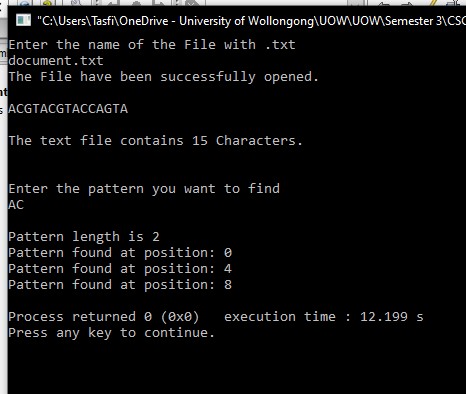 "C:\Users\Tasfi\OneDrive - University of Wollongong\UOW\UOW\Semester 3\CSC
Enter the name of the File with .txt
document.txt
The File have been successfully opened.
ACGTACGTACCAGTA
The text file contains 15 Characters.
Enter the pattern you want to find
AC
Pattern length is 2
Pattern found at position: 0
Pattern found at position: 4
Pattern found at position: 8
Process returned 0 (0x0)   execution time : 12.199 s
Press any key to continue.